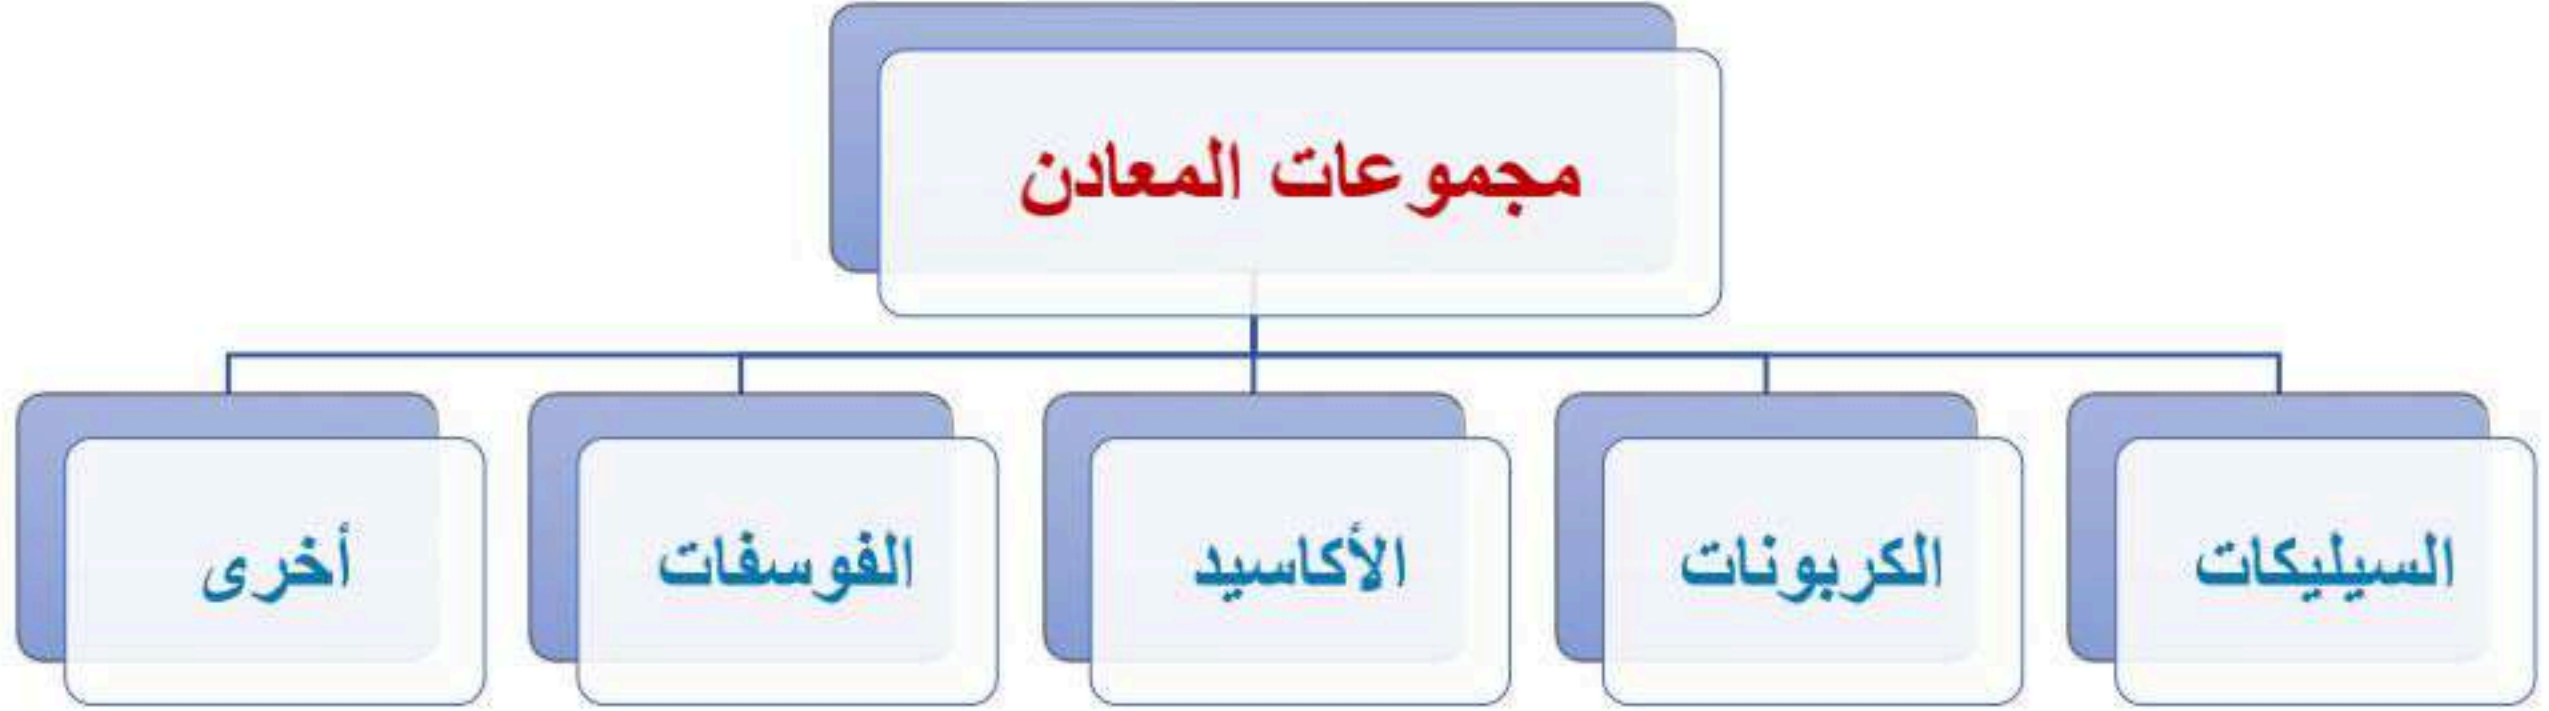 مجموعات المعادن
السيليكات
الكربونات
الأكاسيد
الفوسفات
أخرى